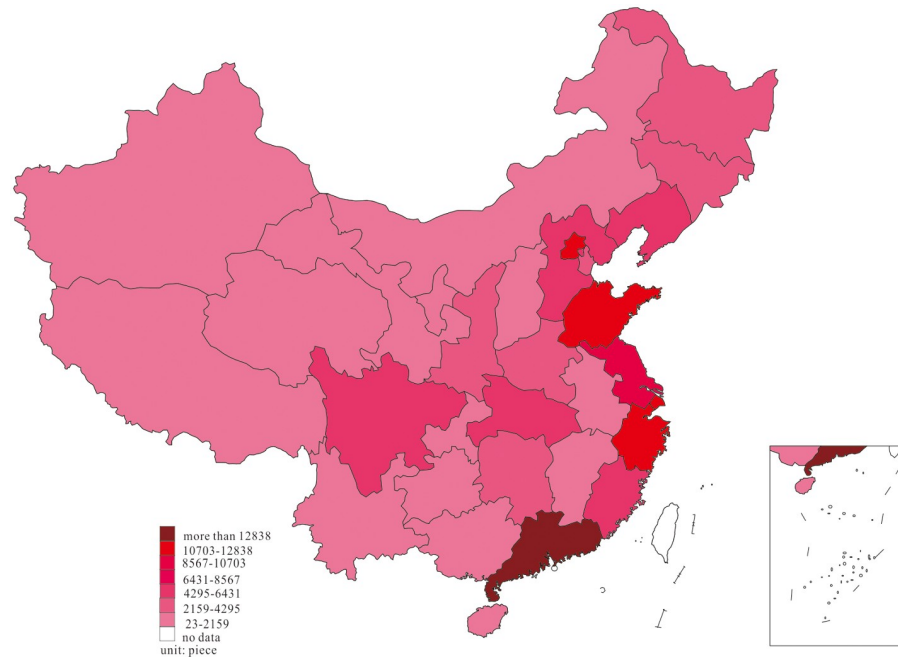 more than 12838
10703-12838
8567-10703
6431-8567
4295-6431
2159-4295
23-2159
no data
unit: piece